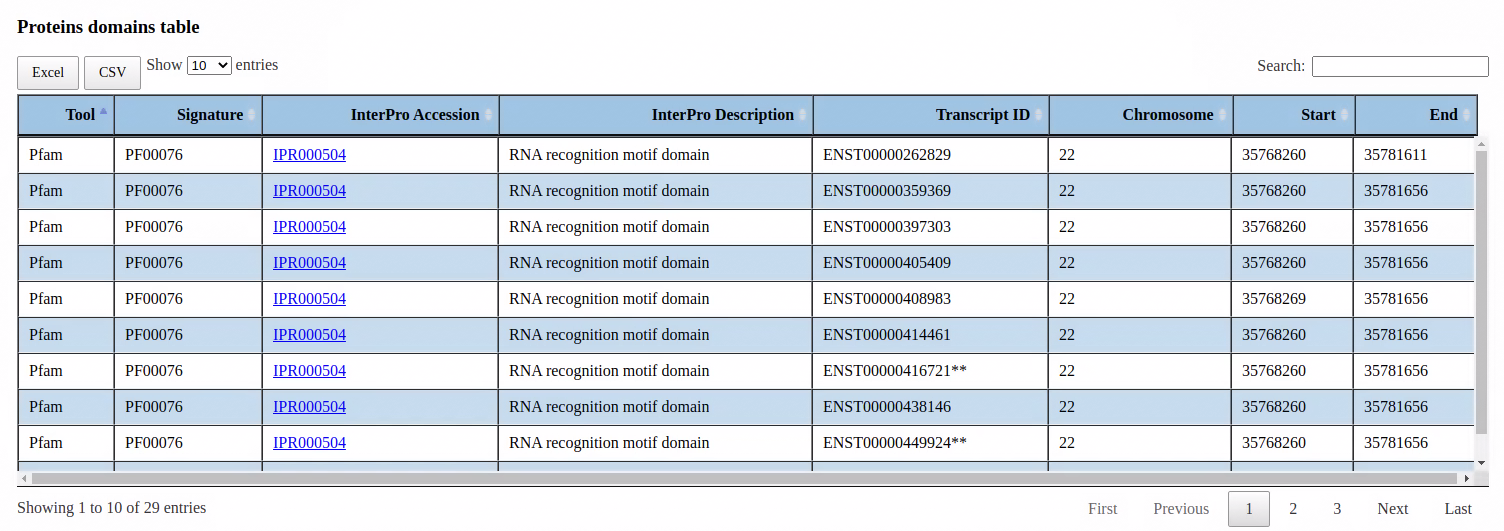 Proteins domains table
Excel CSV Show 10 entries Search:
Tool Signature InterPro Accession InterPro Description Transcript ID Chromosome Start End
Pfam PF00076 IPR000504 RNA recognition motif domain ENST00000262829 22 35768260 35781611
Pfam PF00076 IPR000504 RNA recognition motif domain ENST00000359369 22 35768260 35781656
Pfam PF00076 IPR000504 RNA recognition motif domain ENST00000397303 22 35768260 35781656
Pfam PF00076 IPR000504 RNA recognition motif domain ENST00000405409 22 35768260 35781656
Pfam PF00076 IPR000504 RNA recognition motif domain ENST00000408983 22 35768269 35781656
Pfam PF00076 IPR000504 RNA recognition motif domain ENST00000414461 22 35768260 35781656
Pfam PF00076 IPR000504 RNA recognition motif domain ENST00000416721** 22 35768260 35781656
Pfam PF00076 IPR000504 RNA recognition motif domain ENST00000438146 22 35768260 35781656
Pfam PF00076 IPR000504 RNA recognition motif domain ENST00000449924** 22 35768260 35781656
Showing 1 to 10 of 29 entries First Previous 1 2 3 Next Last